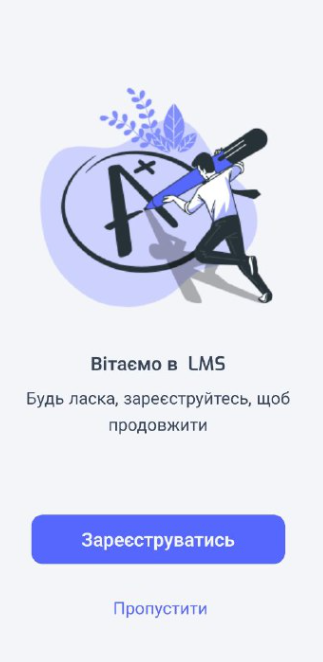 A+
Вітаємо в LMS
Будь ласка, зареєструйтесь, щоб
продовжити
Зареєструватись
Пропустити